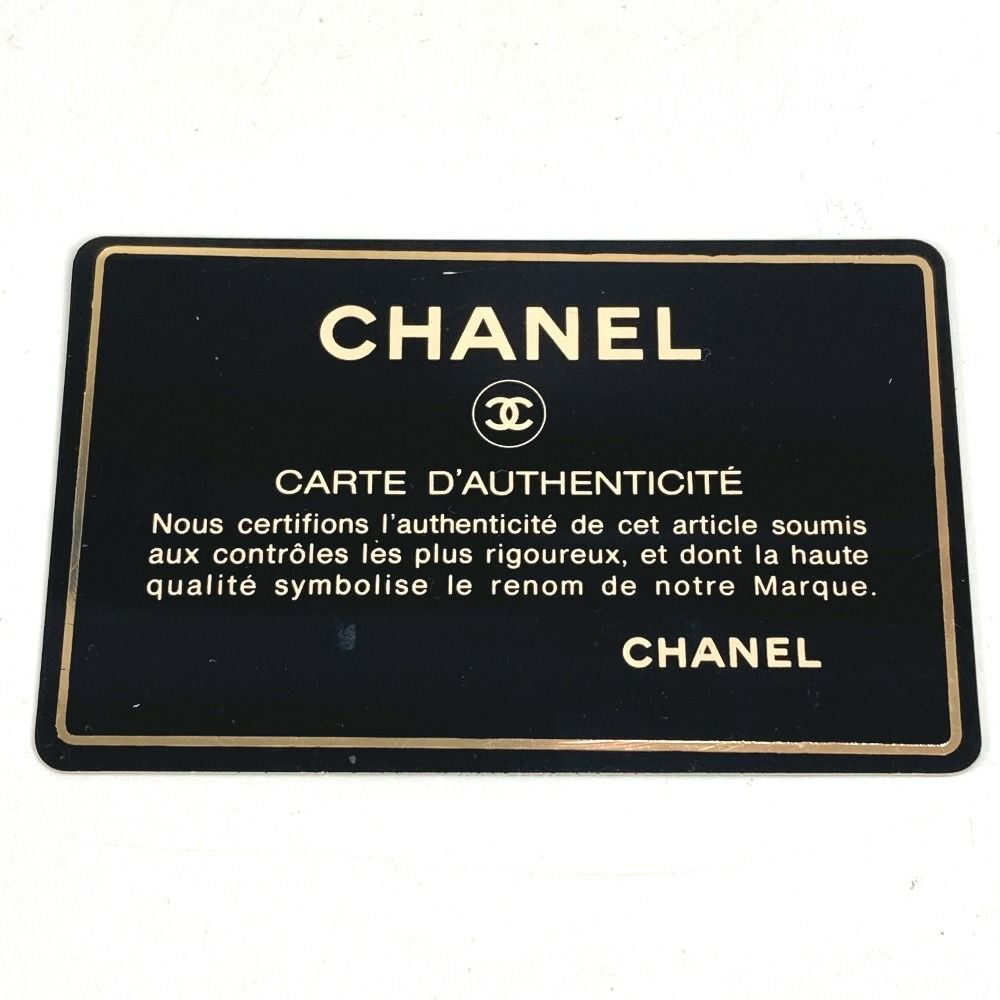 CHANEL
CARTE D'AUTHENTICITÉ
Nous certifions l'authenticité de cet article soumis
aux contrôles les plus rigoureux, et dont la haute
qualité symbolise le renom de notre Marque.
CHANEL